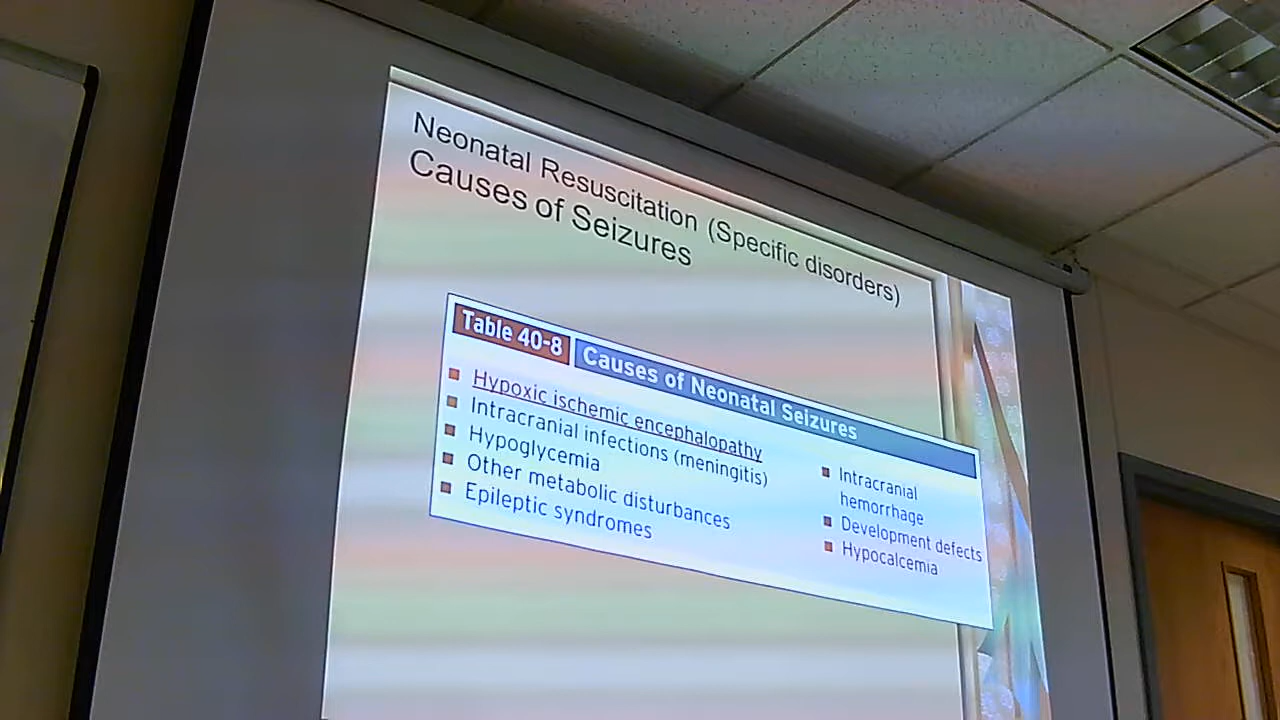 Neonatal Resuscitation (Specific disorders)
Causes of Seizures
Table 40-8 Causes of Neonatal Seizures
Hypoxic ischemic encephalopathy
Intracranial infections (meningitis)
Hypoglycemia
Other metabolic disturbances
Epileptic syndromes
Intracranial
hemorrhage
Development defects
Hypocalcemia